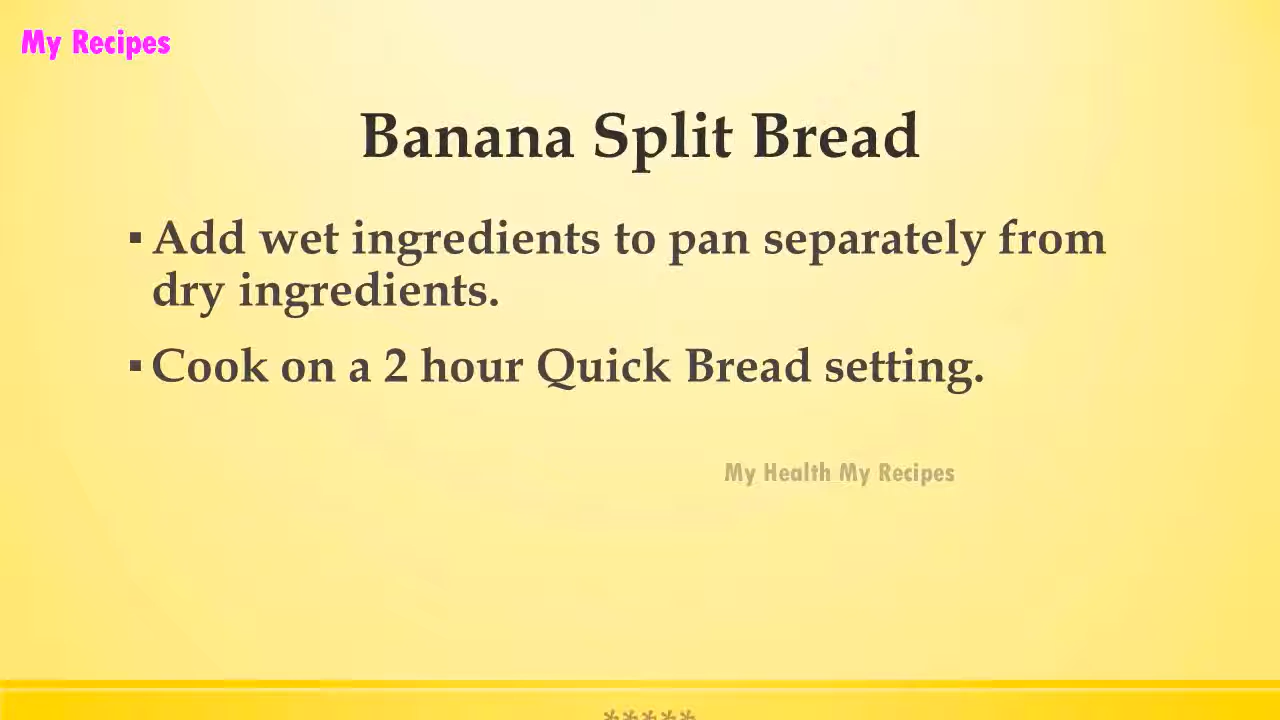 My Recipes
Banana Split Bread
▪ Add wet ingredients to pan separately from
dry ingredients.
▪ Cook on a 2 hour Quick Bread setting.
My Health My Recipes
*****